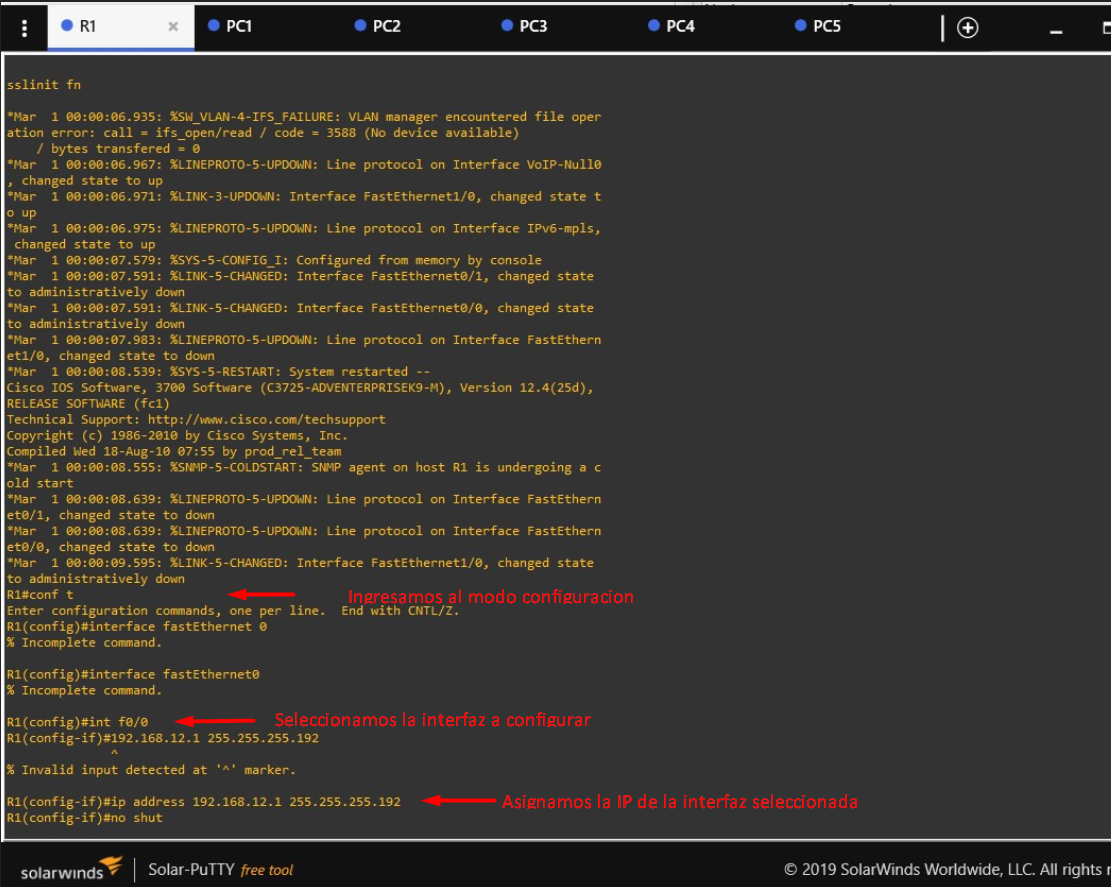 R1 × PC1 PC2 PC3 PC4 PC5
sslinit fn
*Mar  1 00:00:06.935: %SW_VLAN-4-IFS_FAILURE: VLAN manager encountered file oper
ation error: call = ifs_open/read / code = 3588 (No device available)
    / bytes transfered = 0
*Mar  1 00:00:06.967: %LINEPROTO-5-UPDOWN: Line protocol on Interface VoIP-Null0
, changed state to up
*Mar  1 00:00:06.971: %LINK-3-UPDOWN: Interface FastEthernet1/0, changed state t
o up
*Mar  1 00:00:06.975: %LINEPROTO-5-UPDOWN: Line protocol on Interface IPv6-mpls,
 changed state to up
*Mar  1 00:00:07.579: %SYS-5-CONFIG_I: Configured from memory by console
*Mar  1 00:00:07.591: %LINK-5-CHANGED: Interface FastEthernet0/1, changed state
to administratively down
*Mar  1 00:00:07.591: %LINK-5-CHANGED: Interface FastEthernet0/0, changed state
to administratively down
*Mar  1 00:00:07.983: %LINEPROTO-5-UPDOWN: Line protocol on Interface FastEthern
et1/0, changed state to down
*Mar  1 00:00:08.539: %SYS-5-RESTART: System restarted --
Cisco IOS Software, 3700 Software (C3725-ADVENTERPRISEK9-M), Version 12.4(25d),
RELEASE SOFTWARE (fc1)
Technical Support: http://www.cisco.com/techsupport
Copyright (c) 1986-2010 by Cisco Systems, Inc.
Compiled Wed 18-Aug-10 07:55 by prod_rel_team
*Mar  1 00:00:08.555: %SNMP-5-COLDSTART: SNMP agent on host R1 is undergoing a c
old start
*Mar  1 00:00:08.639: %LINEPROTO-5-UPDOWN: Line protocol on Interface FastEthern
et0/1, changed state to down
*Mar  1 00:00:08.639: %LINEPROTO-5-UPDOWN: Line protocol on Interface FastEthern
et0/0, changed state to down
*Mar  1 00:00:09.595: %LINK-5-CHANGED: Interface FastEthernet1/0, changed state
to administratively down
R1#conf t Ingresamos al modo configuracion
Enter configuration commands, one per line.  End with CNTL/Z.
R1(config)#interface fastEthernet 0
% Incomplete command.
R1(config)#interface fastEthernet0
% Incomplete command.
R1(config)#int f0/0 Seleccionamos la interfaz a configurar
R1(config-if)#192.168.12.1 255.255.255.192
^
% Invalid input detected at '^' marker.
R1(config-if)#ip address 192.168.12.1 255.255.255.192 Asignamos la IP de la interfaz seleccionada
R1(config-if)#no shut
solarwinds Solar-PuTTY free tool © 2019 SolarWinds Worldwide, LLC. All rights